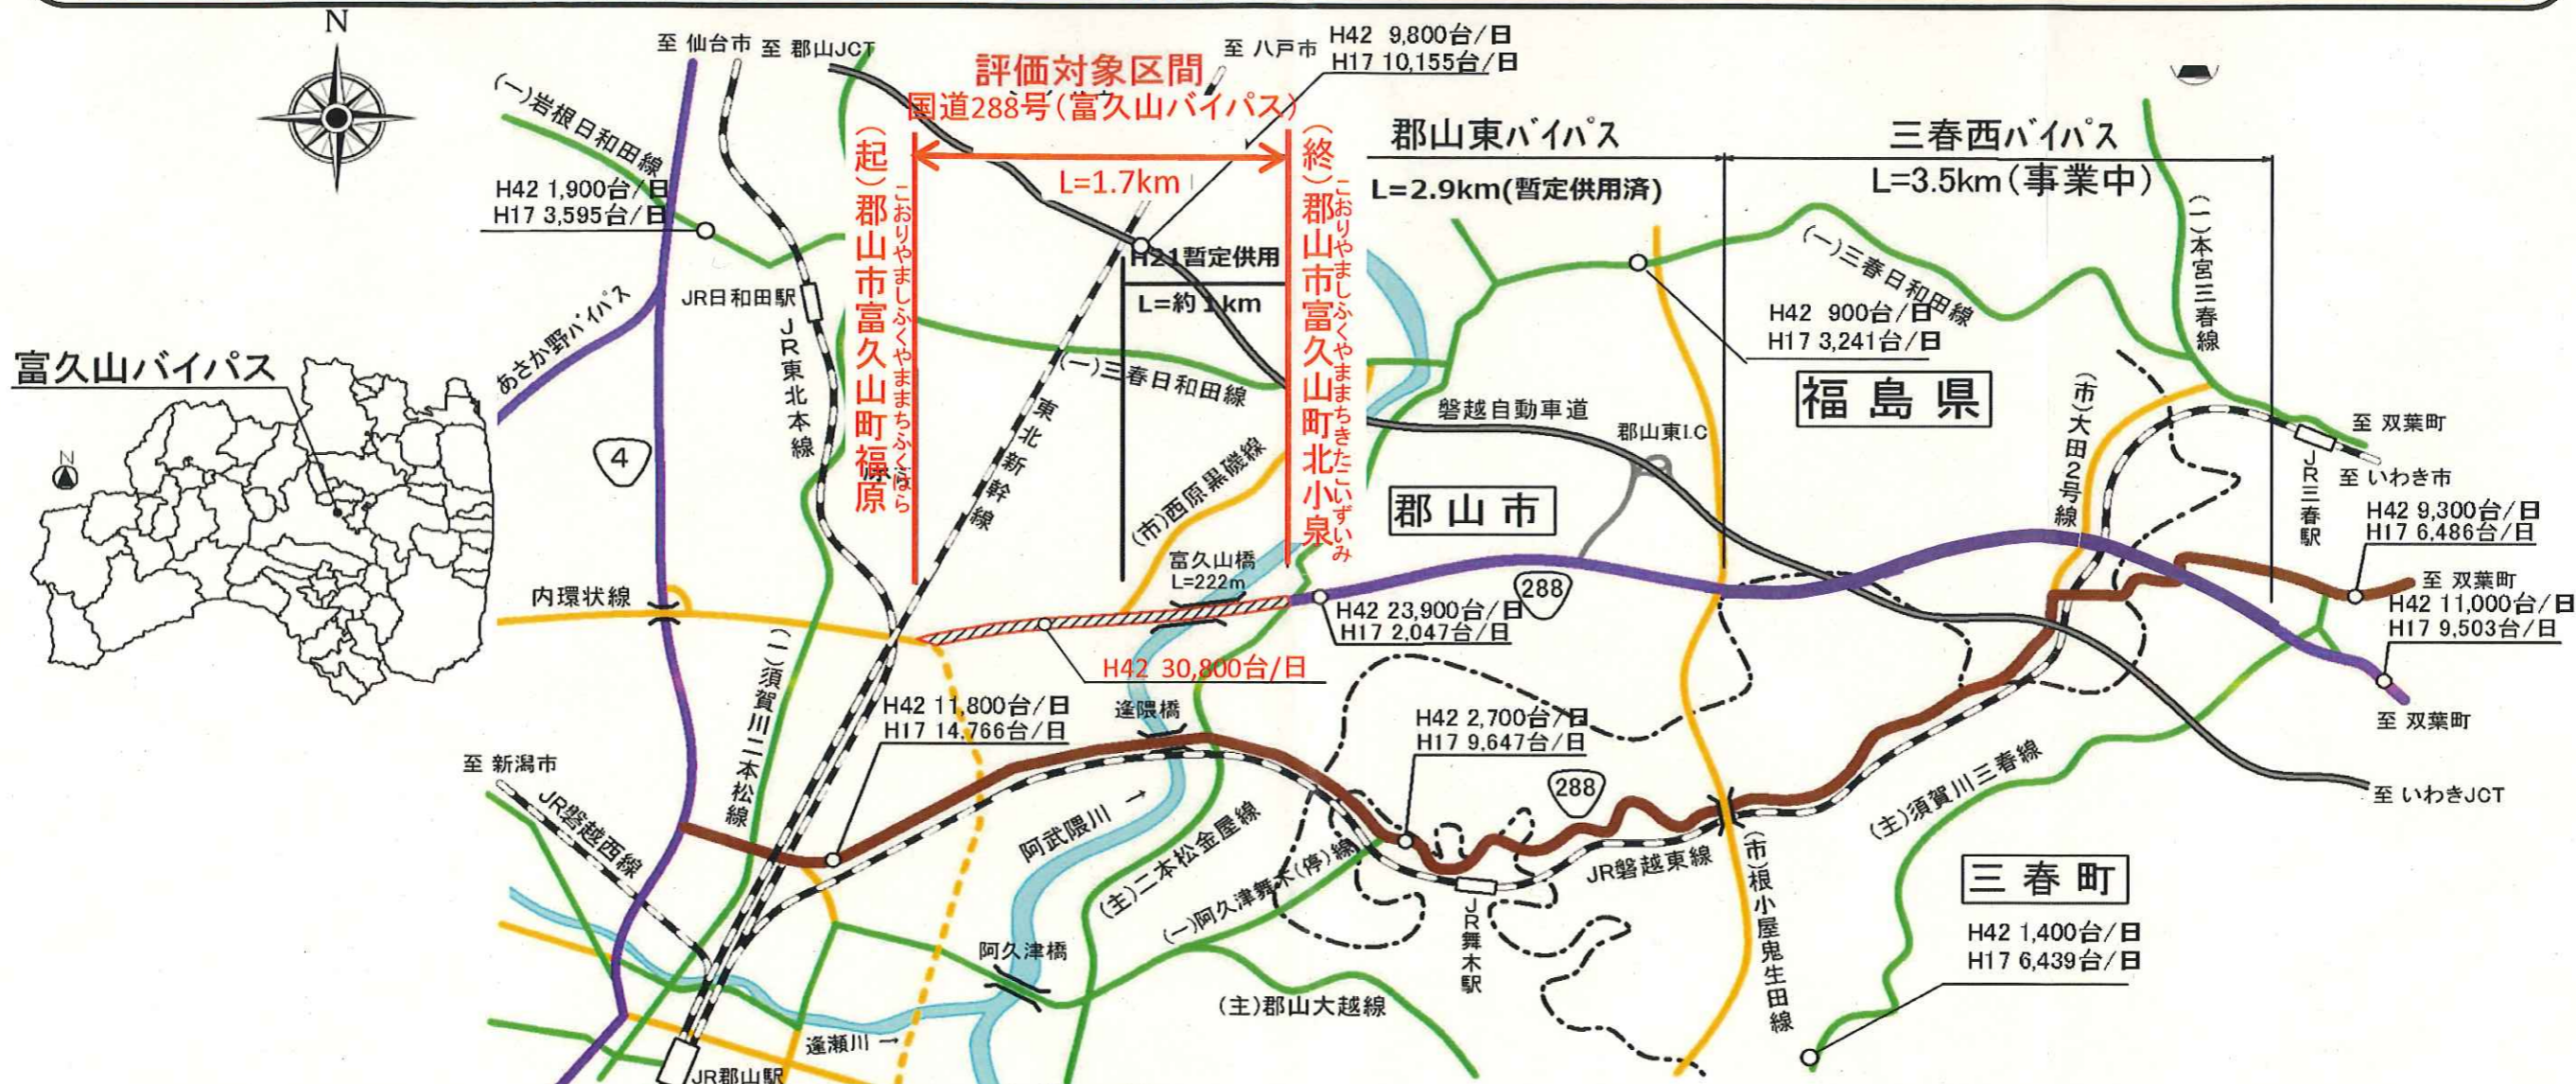 N
至 仙台市
至 郡山JCT
評価対象区間
国道288号(富久山バイパス)
至 八戸市
H42 9,800台/日
H17 10,155台/日
(一)岩根日和田線
H42 1,900台/日
H17 3,595台/日
(起)郡山市富久山町福原
こおりやましふくやままちふくはら
L=1.7km
(終)郡山市富久山町北小泉
こおりやましふくやままちきたこいずいみ
郡山東バイパス
L=2.9km(暫定供用済)
三春西バイパス
L=3.5km(事業中)
(一)本宮三春線
H21暫定供用
L=約1km
JR日和田駅
JR東北本線
あさか野バイパス
(一)三春日和田線
H42 900台/日
H17 3,241台/日
富久山バイパス
N
4
(一)三春日和田線
東北新幹線
(市)西原黒磯線
磐越自動車道
郡山東I.C
福島県
(市)大田2号線
至 双葉町
至 いわき市
JR三春駅
郡山市
H42 9,300台/日
H17 6,486台/日
富久山橋
L=222m
288
至 双葉町
内環状線
H42 23,900台/日
H17 2,047台/日
H42 11,000台/日
H17 9,503台/日
H42 30,800台/日
(一)須賀川二本松線
H42 11,800台/日
H17 14,766台/日
逢隈橋
H42 2,700台/日
H17 9,647台/日
至 双葉町
至 新潟市
JR磐越西線
288
至 いわきJCT
阿武隈川 →
(主)二本松金屋線
(一)阿久津舞木(停)線
JR磐越東線
(主)須賀川三春線
(市)根小屋鬼生田線
三春町
H42 1,400台/日
H17 6,439台/日
阿久津橋
JR舞木駅
(主)郡山大越線
逢瀬川 →
JR郡山駅